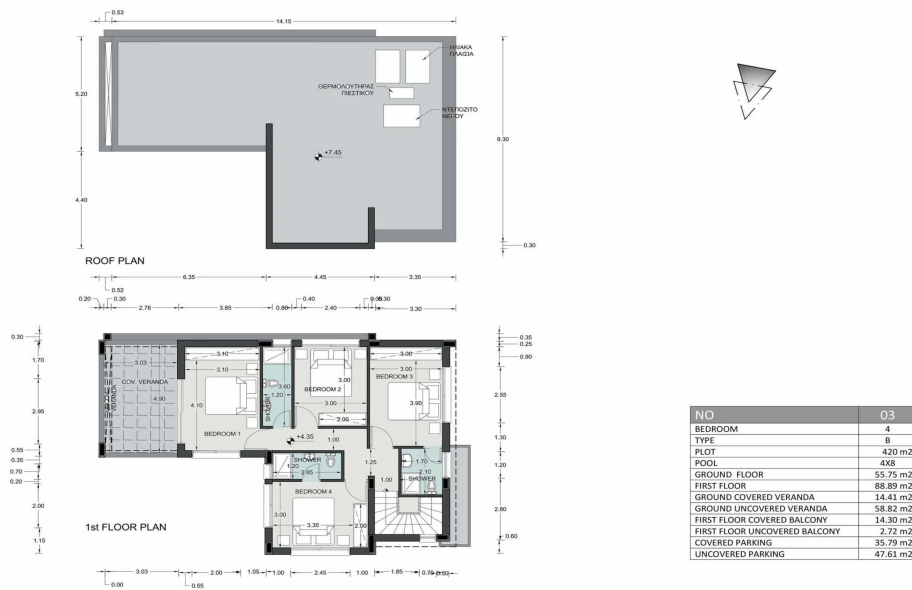 0.53
14.15
5.20
4.40
9.30
0.30
ΗΛΙΑΚΑ
ΠΛΑΙΣΙΑ
ΘΕΡΜΟΛΟΥΤΗΡΑΣ
ΠΙΕΣΤΙΚΟΥ
ΝΤΕΠΟΖΙΤΟ
ΝΕΡΟΥ
+7.45
ROOF PLAN
6.35 4.45 3.35
0.52
0.20 0.30 2.78 3.85 0.80 0.40 2.40 3.30
0.30
1.70
2.95
0.55
0.35
0.70
0.20
2.00
1.15
0.35
0.25
0.90
2.55
1.30
1.20
2.80
0.60
3.03
COV. VERANDA
VERANDA
4.90
3.10
3.10
4.10
BEDROOM 1
3.60
1.20
SHOWER
3.00
BEDROOM 2
3.00
2.00
3.00
3.00
BEDROOM 3
3.90
+4.35
1.00
SHOWER
1.20
2.85
1.25
1.70
2.10
SHOWER
1.00
BEDROOM 4
3.00
3.35
2.00
1st FLOOR PLAN
3.03 2.00 1.05 1.00 2.45 1.00 1.85
0.00 0.55
NO 03
BEDROOM 4
TYPE B
PLOT 420 m2
POOL 4X8
GROUND FLOOR 55.75 m2
FIRST FLOOR 88.89 m2
GROUND COVERED VERANDA 14.41 m2
GROUND UNCOVERED VERANDA 58.82 m2
FIRST FLOOR COVERED BALCONY 14.30 m2
FIRST FLOOR UNCOVERED BALCONY 2.72 m2
COVERED PARKING 35.79 m2
UNCOVERED PARKING 47.61 m2